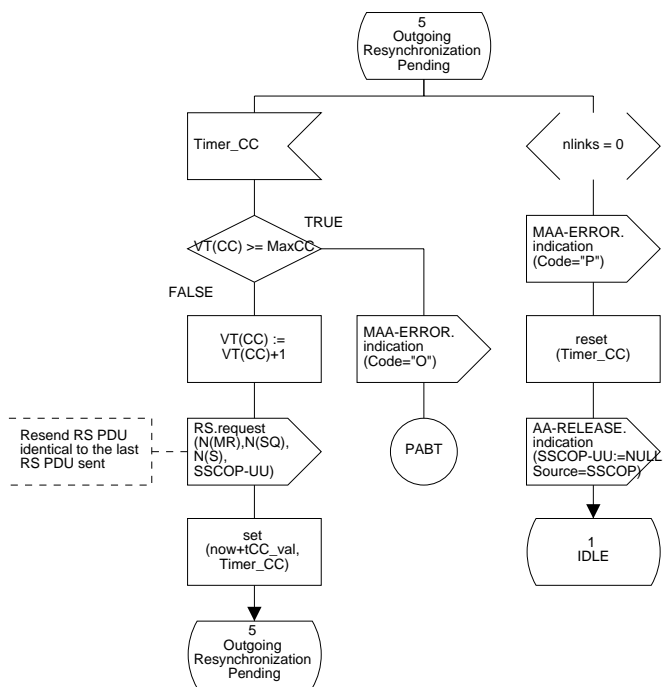 5
Outgoing
Resynchronization
Pending
Timer_CC
nlinks = 0
TRUE
VT(CC) >= MaxCC
MAA-ERROR.
indication
(Code="P")
FALSE
VT(CC) :=
VT(CC)+1
MAA-ERROR.
indication
(Code="O")
reset
(Timer_CC)
Resend RS PDU
identical to the last
RS PDU sent
RS.request
(N(MR),N(SQ),
N(S),
SSCOP-UU)
PABT
AA-RELEASE.
indication
(SSCOP-UU:=NULL
Source=SSCOP)
set
(now+tCC_val,
Timer_CC)
1
IDLE
5
Outgoing
Resynchronization
Pending